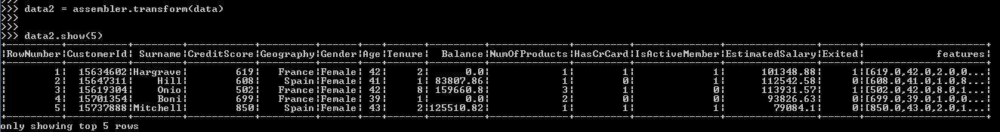 >>>
>>> data2 = assembler.transform(data)
>>>
>>>
>>> data2.show(5)
+---------+----------+--------+-----------+---------+------+---+------+---------+-------------+---------+--------------+---------------+------+--------------------+
|RowNumber|CustomerId| Surname|CreditScore|Geography|Gender|Age|Tenure|  Balance|NumOfProducts|HasCrCard|IsActiveMember|EstimatedSalary|Exited|            features|
+---------+----------+--------+-----------+---------+------+---+------+---------+-------------+---------+--------------+---------------+------+--------------------+
|        1|  15634602|Hargrave|        619|   France|Female| 42|     2|      0.0|            1|        1|             1|      101348.88|     1|[619.0,42.0,2.0,0...|
|        2|  15647311|    Hill|        608|    Spain|Female| 41|     1| 83807.86|            1|        0|             1|      112542.58|     0|[608.0,41.0,1.0,8...|
|        3|  15619304|    Onio|        502|   France|Female| 42|     8| 159660.8|            3|        1|             0|      113931.57|     1|[502.0,42.0,8.0,1...|
|        4|  15701354|    Boni|        699|   France|Female| 39|     1|      0.0|            2|        0|             0|       93826.63|     0|[699.0,39.0,1.0,0...|
|        5|  15737888|Mitchell|        850|    Spain|Female| 43|     2|125510.82|            1|        1|             1|        79084.1|     0|[850.0,43.0,2.0,1...|
+---------+----------+--------+-----------+---------+------+---+------+---------+-------------+---------+--------------+---------------+------+--------------------+
only showing top 5 rows